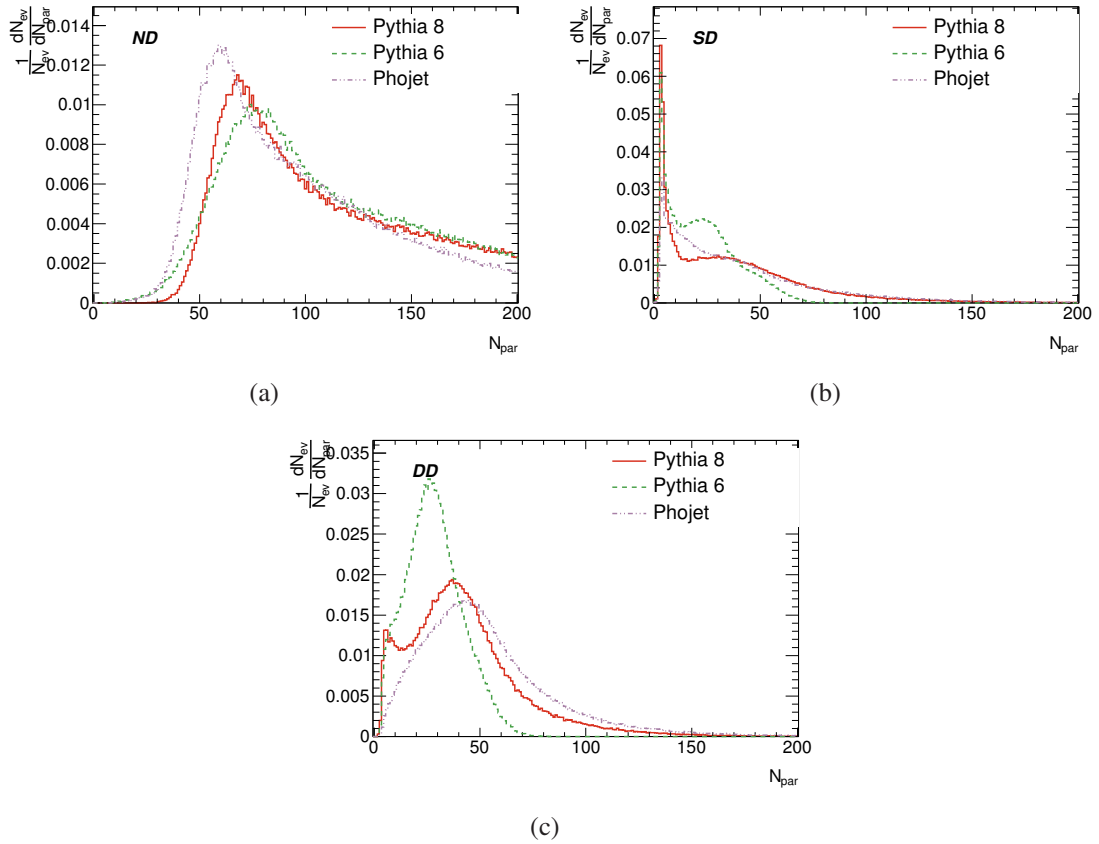 1/N_ev dN_ev/dN_par
0.014
0.012
0.01
0.008
0.006
0.004
0.002
0
ND
Pythia 8
Pythia 6
Phojet
0 50 100 150 200
N_par
(a)
1/N_ev dN_ev/dN_par
0.07
0.06
0.05
0.04
0.03
0.02
0.01
0
SD
Pythia 8
Pythia 6
Phojet
0 50 100 150 200
N_par
(b)
1/N_ev dN_ev/dN_par
0.035
0.03
0.025
0.02
0.015
0.01
0.005
0
DD
Pythia 8
Pythia 6
Phojet
0 50 100 150 200
N_par
(c)